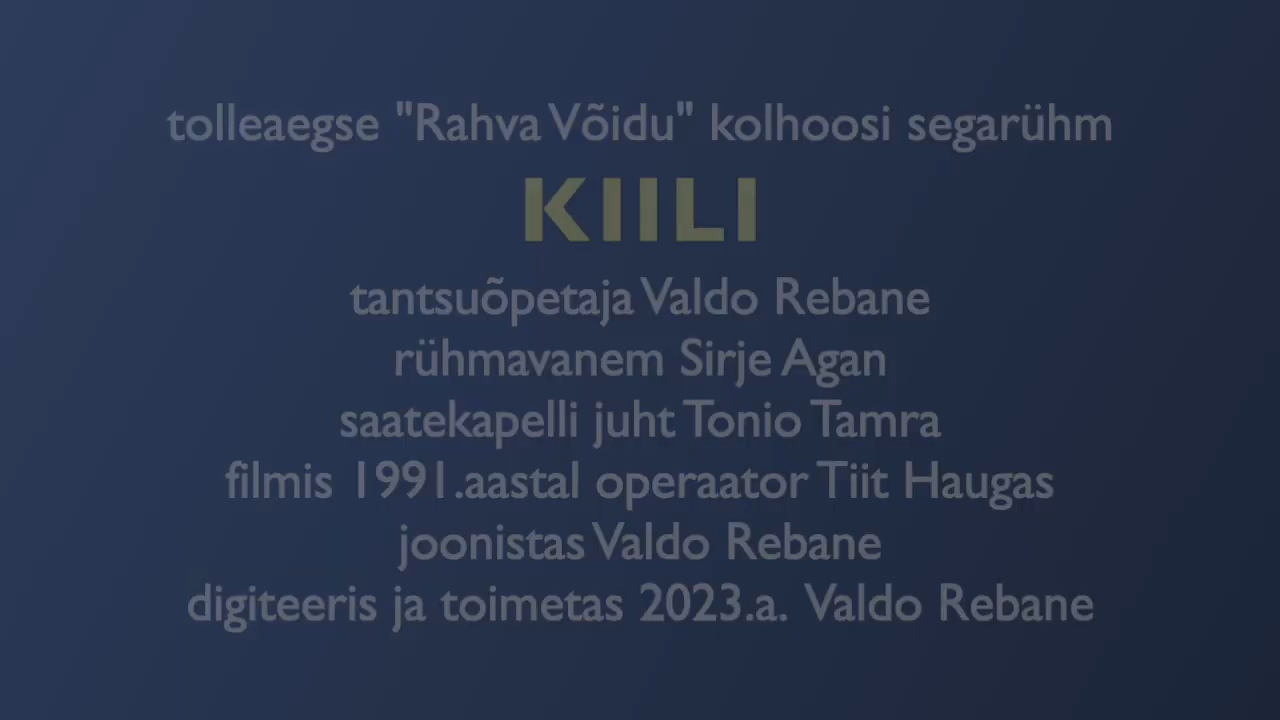 tolleaegse "Rahva Võidu" kolhoosi segarühm
KIILI
tantsuõpetaja Valdo Rebane
rühmavanem Sirje Agan
saatekapelli juht Tonio Tamra
filmis 1991.aastal operaator Tiit Haugas
joonistas Valdo Rebane
digiteeris ja toimetas 2023.a. Valdo Rebane